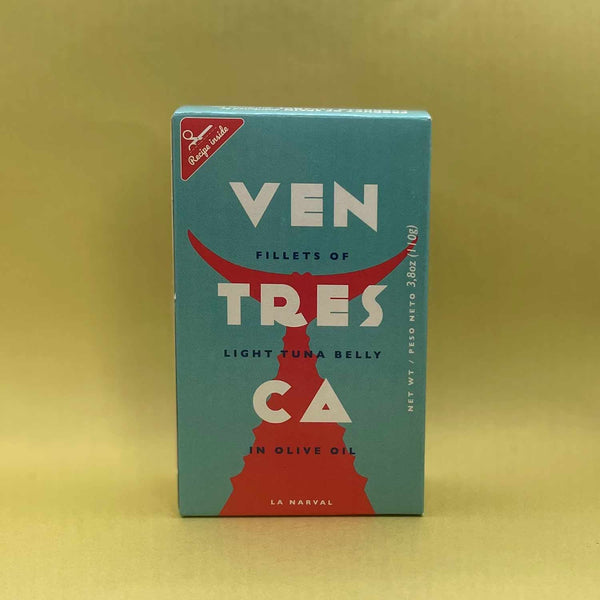 Recipe inside
VEN
FILLETS OF
TRES
LIGHT TUNA BELLY
CA
IN OLIVE OIL
LA NARVAL
NET WT / PESO NETO 3,8oz (110g)